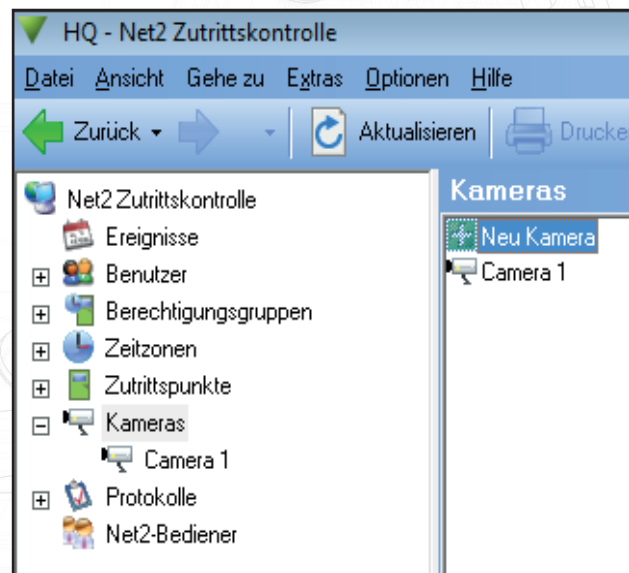 HQ - Net2 Zutrittskontrolle
Datei Ansicht Gehe zu Extras Optionen Hilfe
Zurück Aktualisieren Drucke
Net2 Zutrittskontrolle
Ereignisse
Benutzer
Berechtigungsgruppen
Zeitzonen
Zutrittspunkte
Kameras
Camera 1
Protokolle
Net2-Bediener
Kameras
Neu Kamera
Camera 1